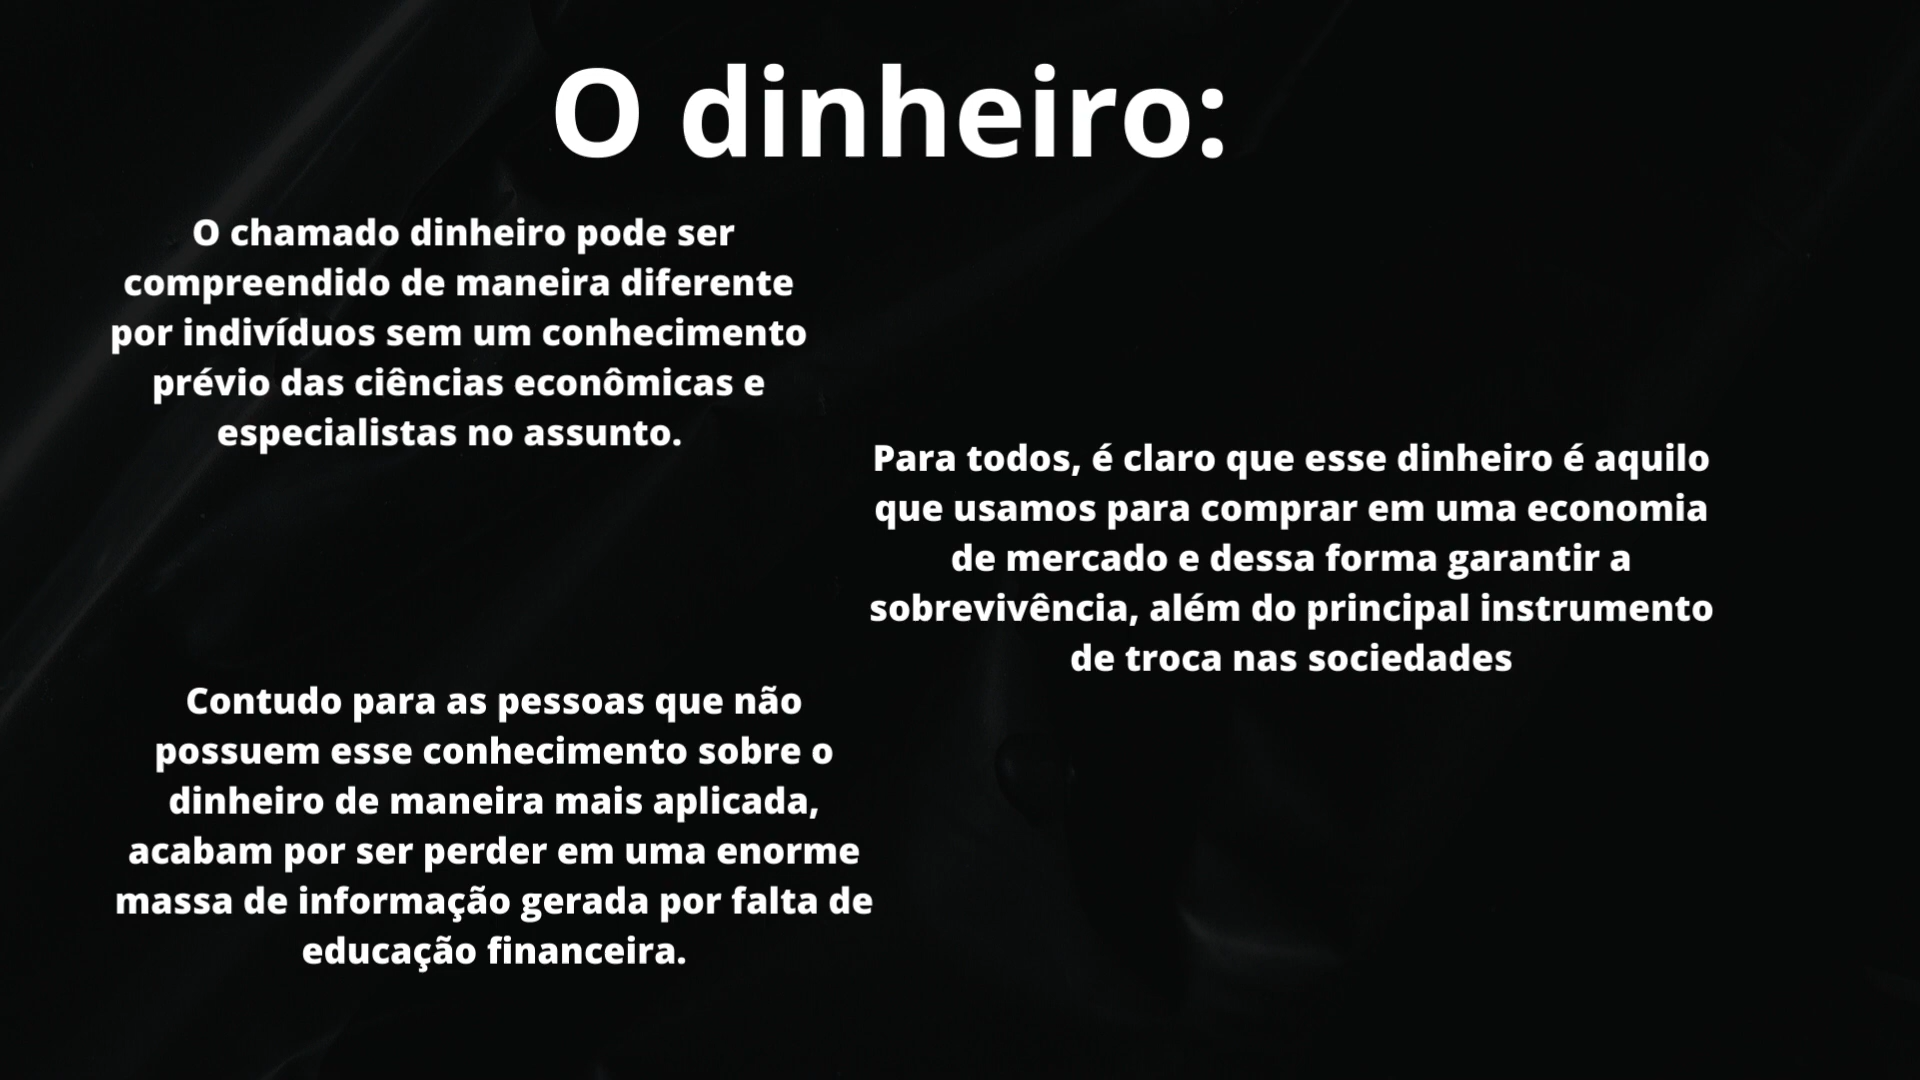 O dinheiro:
O chamado dinheiro pode ser
compreendido de maneira diferente
por indivíduos sem um conhecimento
prévio das ciências econômicas e
especialistas no assunto.
Para todos, é claro que esse dinheiro é aquilo
que usamos para comprar em uma economia
de mercado e dessa forma garantir a
sobrevivência, além do principal instrumento
de troca nas sociedades
Contudo para as pessoas que não
possuem esse conhecimento sobre o
dinheiro de maneira mais aplicada,
acabam por ser perder em uma enorme
massa de informação gerada por falta de
educação financeira.